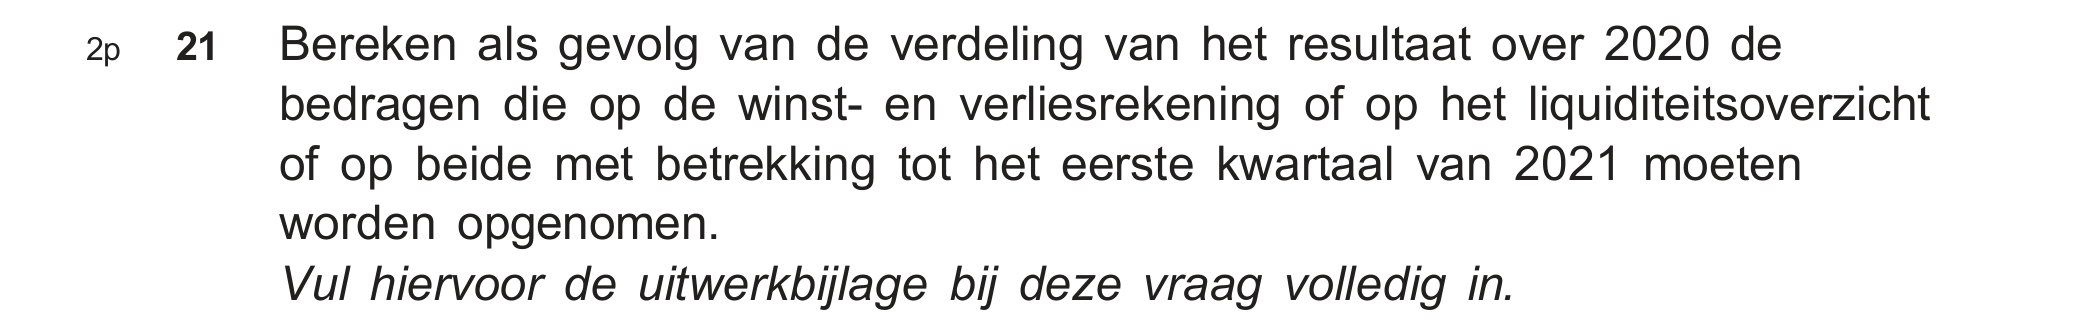 2p 21 Bereken als gevolg van de verdeling van het resultaat over 2020 de
bedragen die op de winst- en verliesrekening of op het liquiditeitsoverzicht
of op beide met betrekking tot het eerste kwartaal van 2021 moeten
worden opgenomen.
Vul hiervoor de uitwerkbijlage bij deze vraag volledig in.